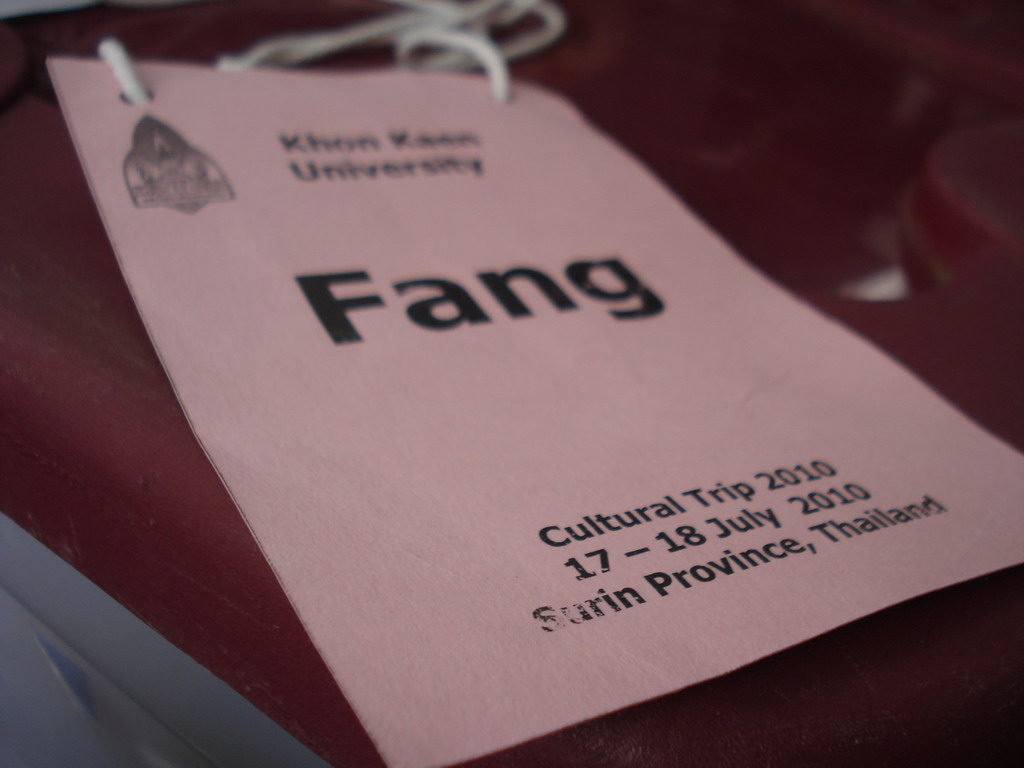 Khon Kaen
University
Fang
Cultural Trip 2010
17 – 18 July 2010
Surin Province, Thailand